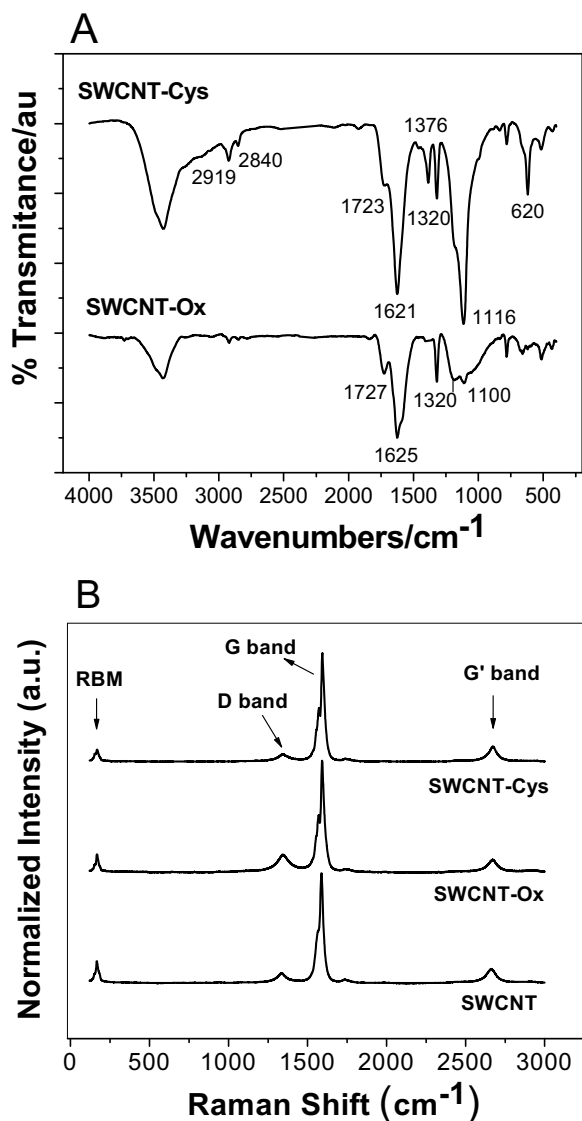 A
SWCNT-Cys
2919
2840
1723
1621
1376
1320
1116
620
SWCNT-Ox
1727
1625
1320
1100
% Transmitance/au
4000 3500 3000 2500 2000 1500 1000 500
Wavenumbers/cm-1
B
RBM
D band
G band
G' band
SWCNT-Cys
SWCNT-Ox
SWCNT
Normalized Intensity (a.u.)
0 500 1000 1500 2000 2500 3000
Raman Shift (cm-1)